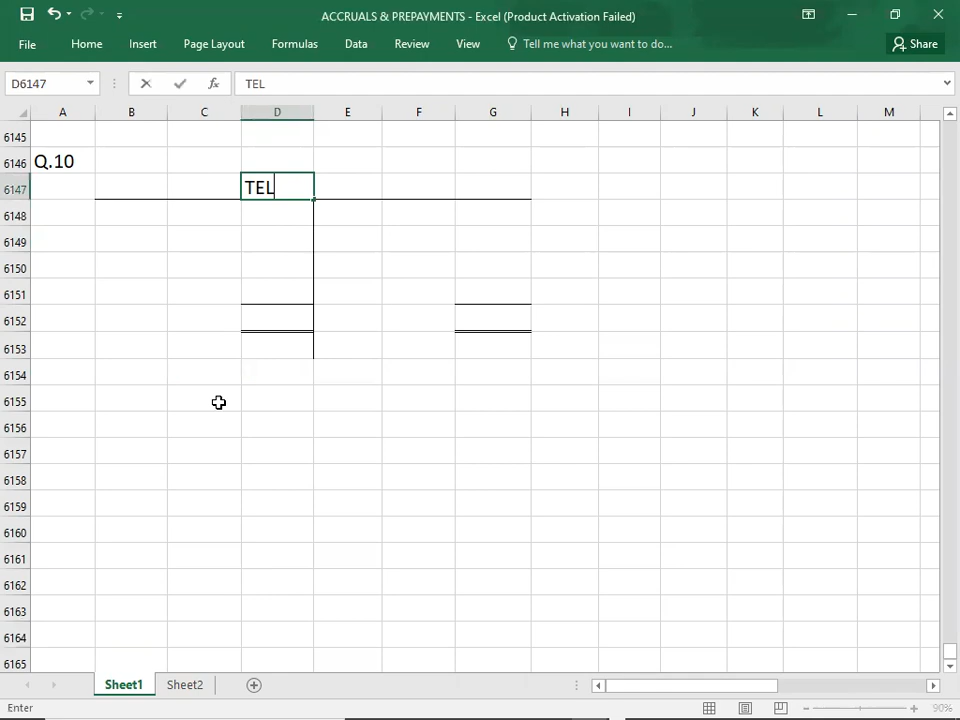 ACCRUALS & PREPAYMENTS - Excel (Product Activation Failed)
File Home Insert Page Layout Formulas Data Review View Tell me what you want to do... Share
D6147 fx TEL
A B C D E F G H I J K L M
6145
6146 Q.10
6147 TEL
6148
6149
6150
6151
6152
6153
6154
6155
6156
6157
6158
6159
6160
6161
6162
6163
6164
6165
Sheet1 Sheet2
Enter 90%